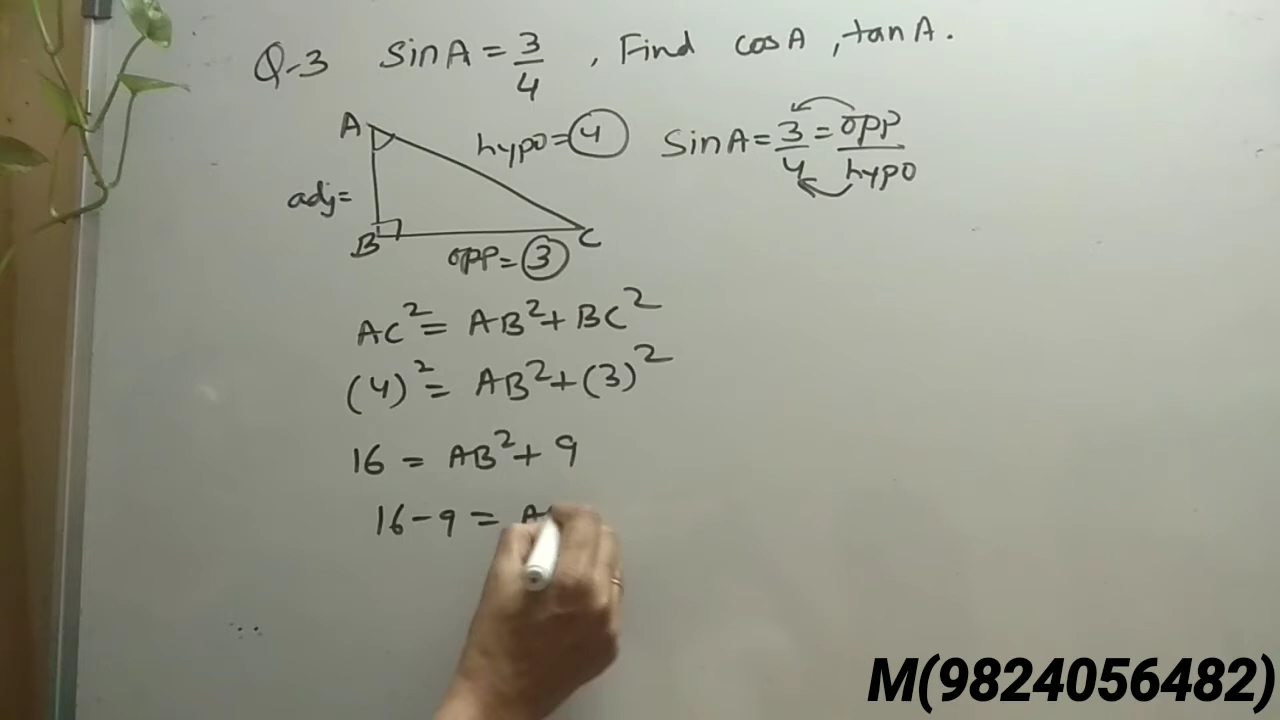 Q-3 sin A = 3/4 , Find cos A , tan A .
A
hypo = 4
sin A = 3/4 = opp/hypo
adj =
B
C
opp = 3
AC² = AB² + BC²
(4)² = AB² + (3)²
16 = AB² + 9
16 - 9 =
M(9824056482)